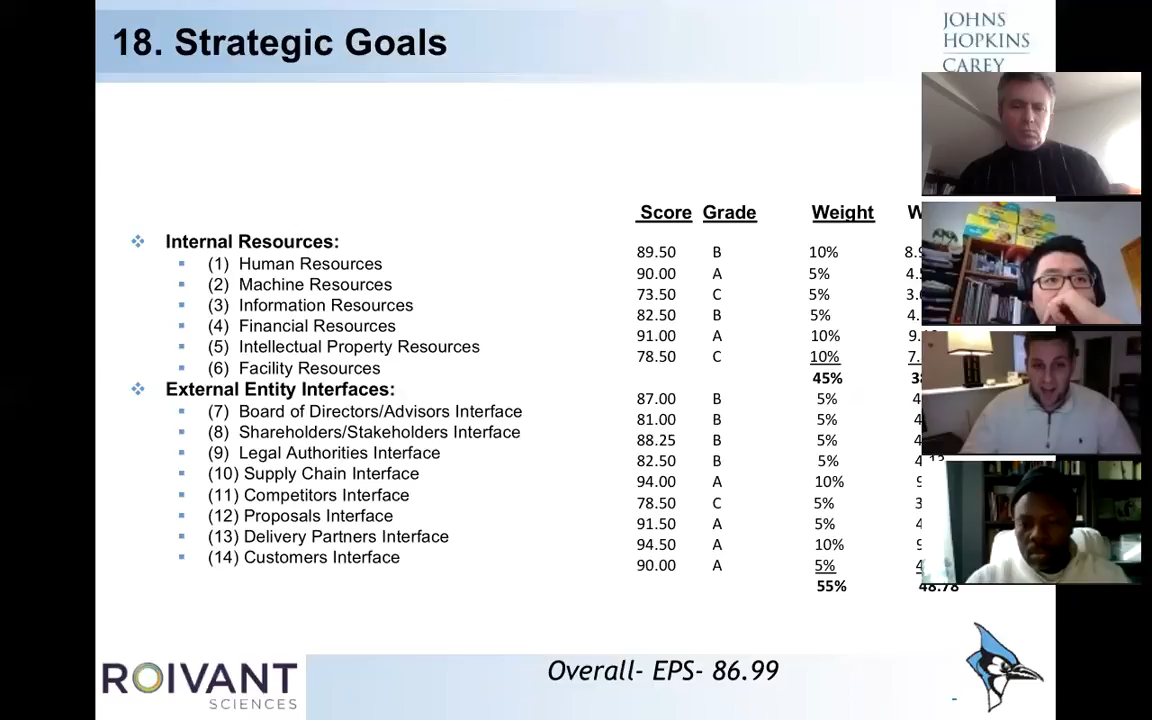 18. Strategic Goals
JOHNS
HOPKINS
CAREY
Score Grade Weight
Internal Resources:
89.50 B 10%
(1) Human Resources
90.00 A 5%
(2) Machine Resources
73.50 C 5%
(3) Information Resources
82.50 B 5%
(4) Financial Resources
91.00 A 10%
(5) Intellectual Property Resources
78.50 C 10%
(6) Facility Resources
45%
External Entity Interfaces:
87.00 B 5%
(7) Board of Directors/Advisors Interface
81.00 B 5%
(8) Shareholders/Stakeholders Interface
88.25 B 5%
(9) Legal Authorities Interface
82.50 B 5%
(10) Supply Chain Interface
94.00 A 10%
(11) Competitors Interface
78.50 C 5%
(12) Proposals Interface
91.50 A 5%
(13) Delivery Partners Interface
94.50 A 10%
(14) Customers Interface
90.00 A 5%
55% 48.78
Overall- EPS- 86.99
ROIVANT
SCIENCES